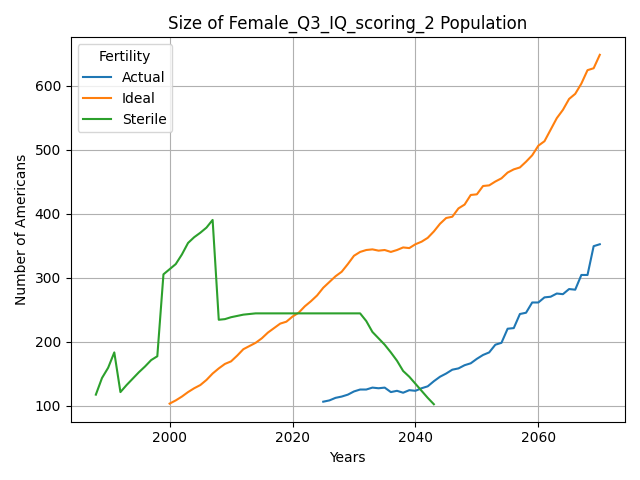 Size of Female_Q3_IQ_scoring_2 Population
Fertility
Actual
Ideal
Sterile
Number of Americans
600
500
400
300
200
100
2000
2020
2040
2060
Years